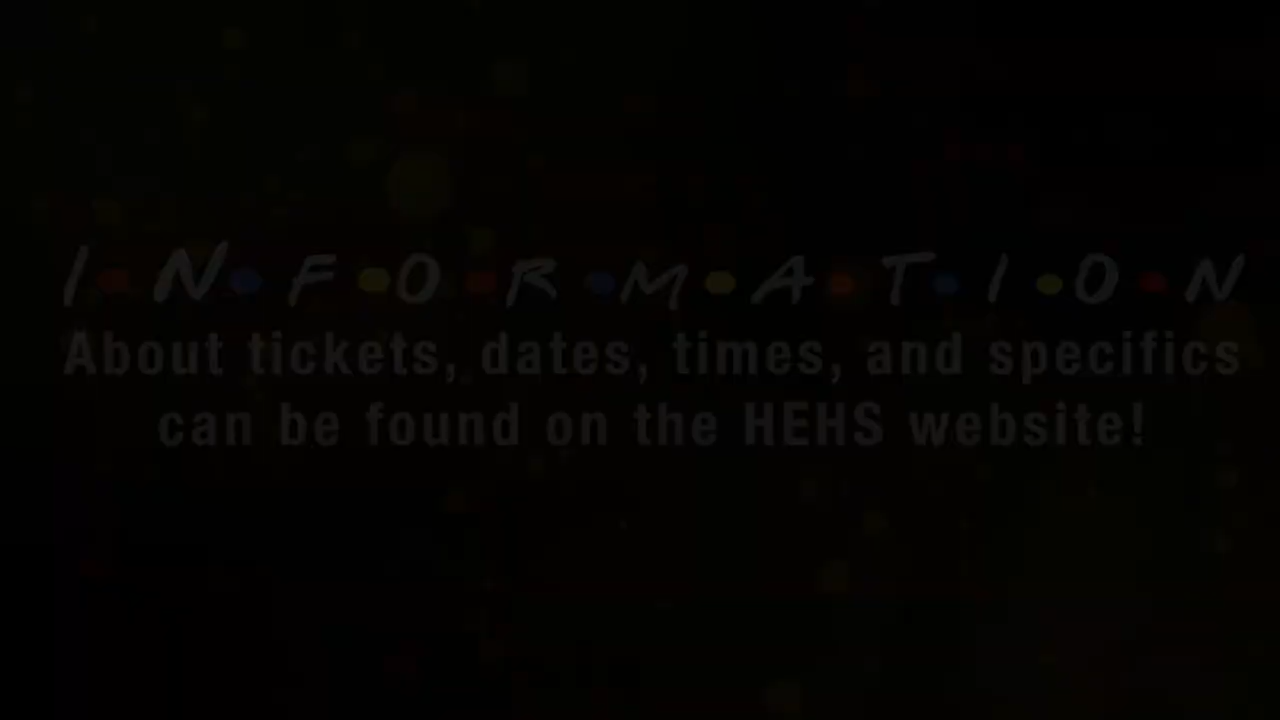 I•N•F•O•R•M•A•T•I•O•N
About tickets, dates, times, and specifics
can be found on the HEHS website!